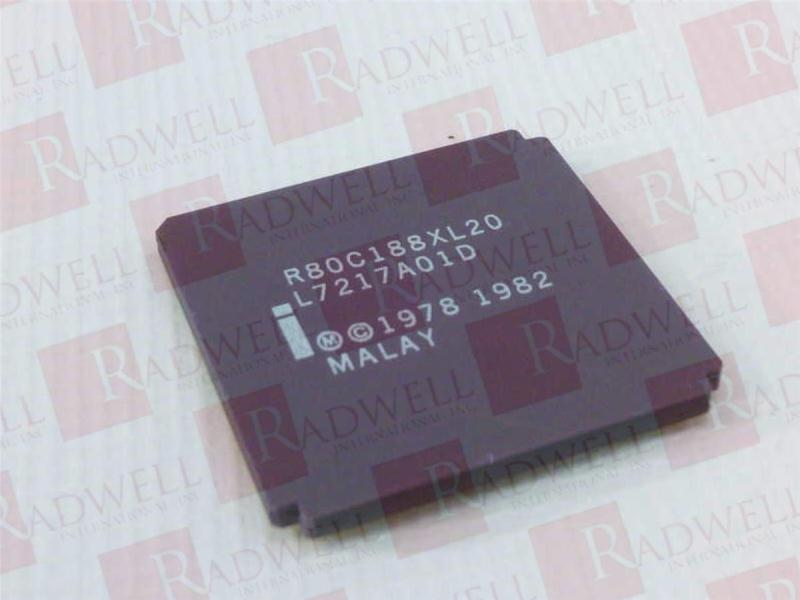 R80C188XL20
L7217A01D
i Ⓜ © 1978 1982
MALAY
RADWELL
INTERNATIONAL, INC